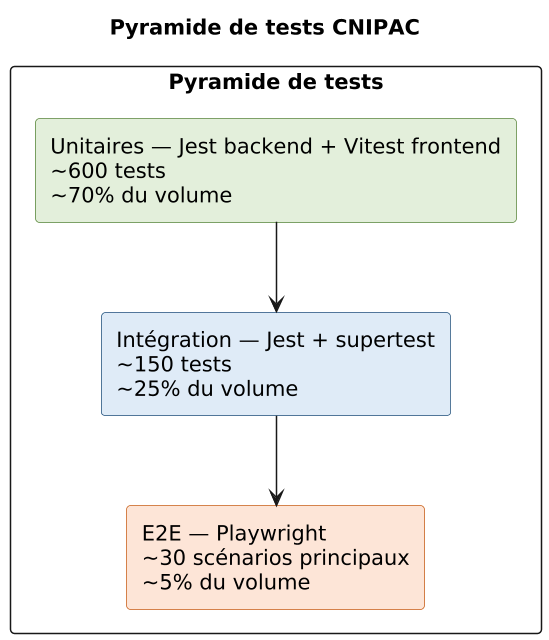 Pyramide de tests CNIPAC
Pyramide de tests
Unitaires — Jest backend + Vitest frontend
~600 tests
~70% du volume
Intégration — Jest + supertest
~150 tests
~25% du volume
E2E — Playwright
~30 scénarios principaux
~5% du volume